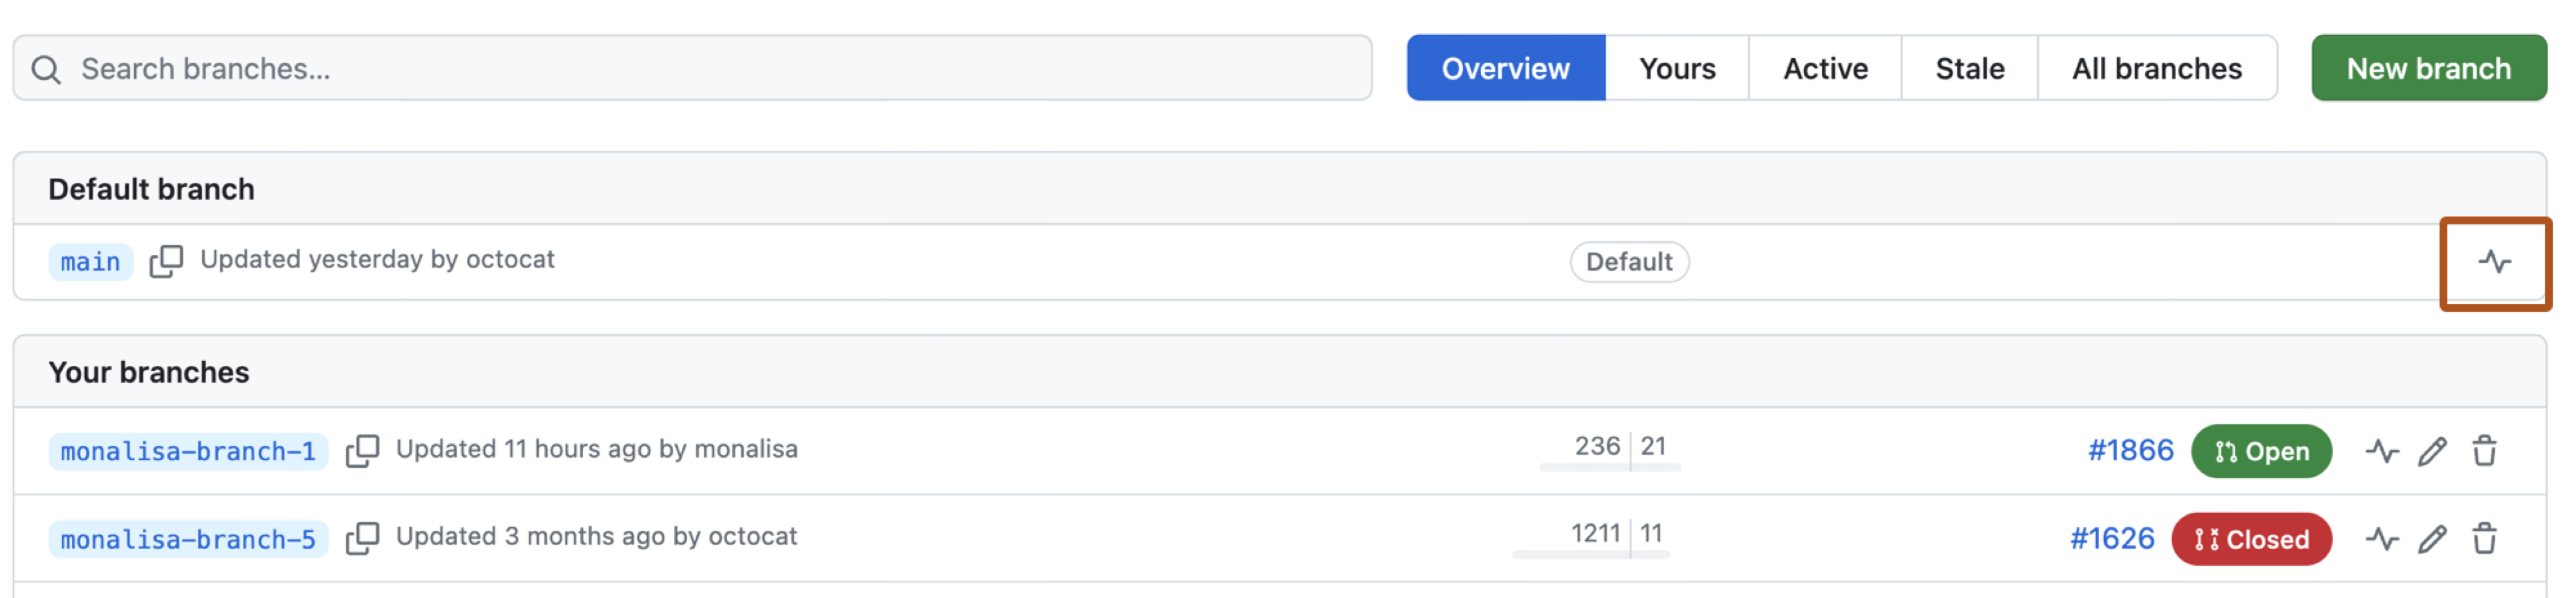 Search branches...
Overview Yours Active Stale All branches New branch
Default branch
main Updated yesterday by octocat Default
Your branches
monalisa-branch-1 Updated 11 hours ago by monalisa 236 21 #1866 Open
monalisa-branch-5 Updated 3 months ago by octocat 1211 11 #1626 Closed